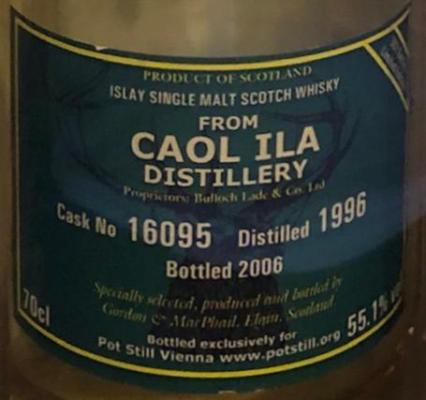 PRODUCT OF SCOTLAND
ISLAY SINGLE MALT SCOTCH WHISKY
FROM
CAOL ILA
DISTILLERY
Proprietors: Bulloch Lade & Co. Ltd
Cask No 16095 Distilled 1996
Bottled 2006
Specially selected, produced and bottled by
Gordon & MacPhail, Elgin, Scotland.
70cl
55.1%
Bottled exclusively for
Pot Still Vienna www.potstill.org